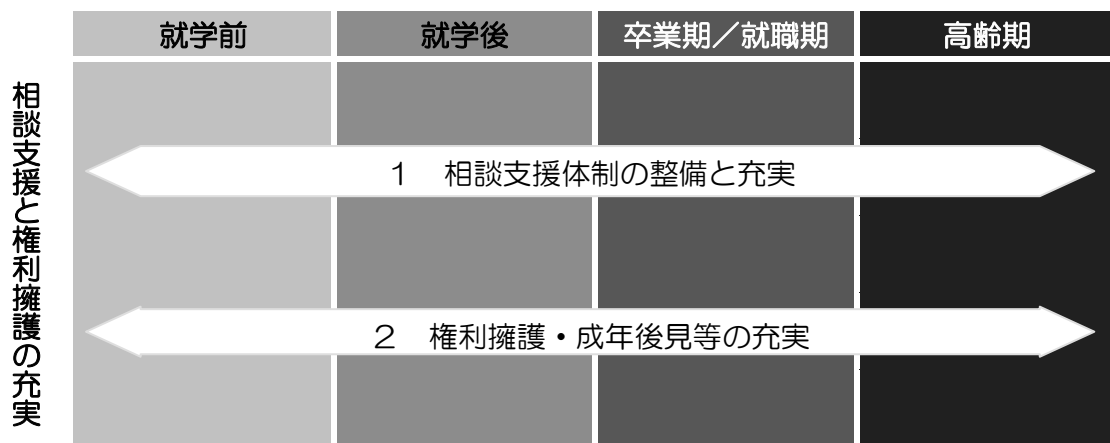 就学前
就学後
卒業期／就職期
高齢期
相談支援と権利擁護の充実
１　相談支援体制の整備と充実
２　権利擁護・成年後見等の充実